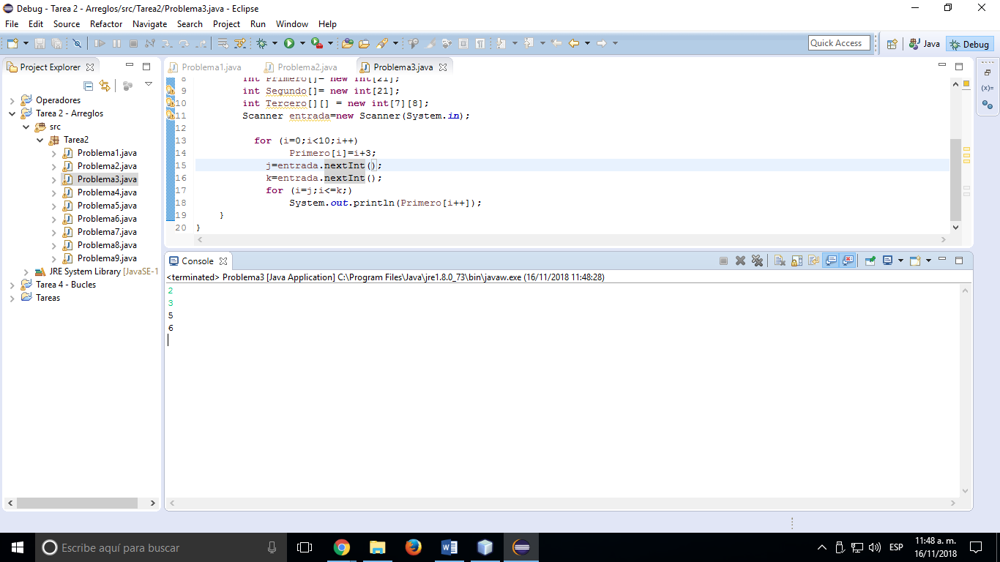 Debug - Tarea 2 - Arreglos/src/Tarea2/Problema3.java - Eclipse
File Edit Source Refactor Navigate Search Project Run Window Help
Quick Access Java Debug
Project Explorer
Operadores
Tarea 2 - Arreglos
src
Tarea2
Problema1.java
Problema2.java
Problema3.java
Problema4.java
Problema5.java
Problema6.java
Problema7.java
Problema8.java
Problema9.java
JRE System Library [JavaSE-1
Tarea 4 - Bucles
Tareas
Problema1.java Problema2.java Problema3.java
8 int Primero[]= new int[21];
9 int Segundo[]= new int[21];
10 int Tercero[][] = new int[7][8];
11 Scanner entrada=new Scanner(System.in);
12
13 for (i=0;i<10;i++)
14 Primero[i]=i+3;
15 j=entrada.nextInt();
16 k=entrada.nextInt();
17 for (i=j;i<=k;)
18 System.out.println(Primero[i++]);
19 }
20 }
(x)=
Console
<terminated> Problema3 [Java Application] C:\Program Files\Java\jre1.8.0_73\bin\javaw.exe (16/11/2018 11:48:28)
2
3
5
6
Escribe aquí para buscar
ESP
11:48 a. m.
16/11/2018